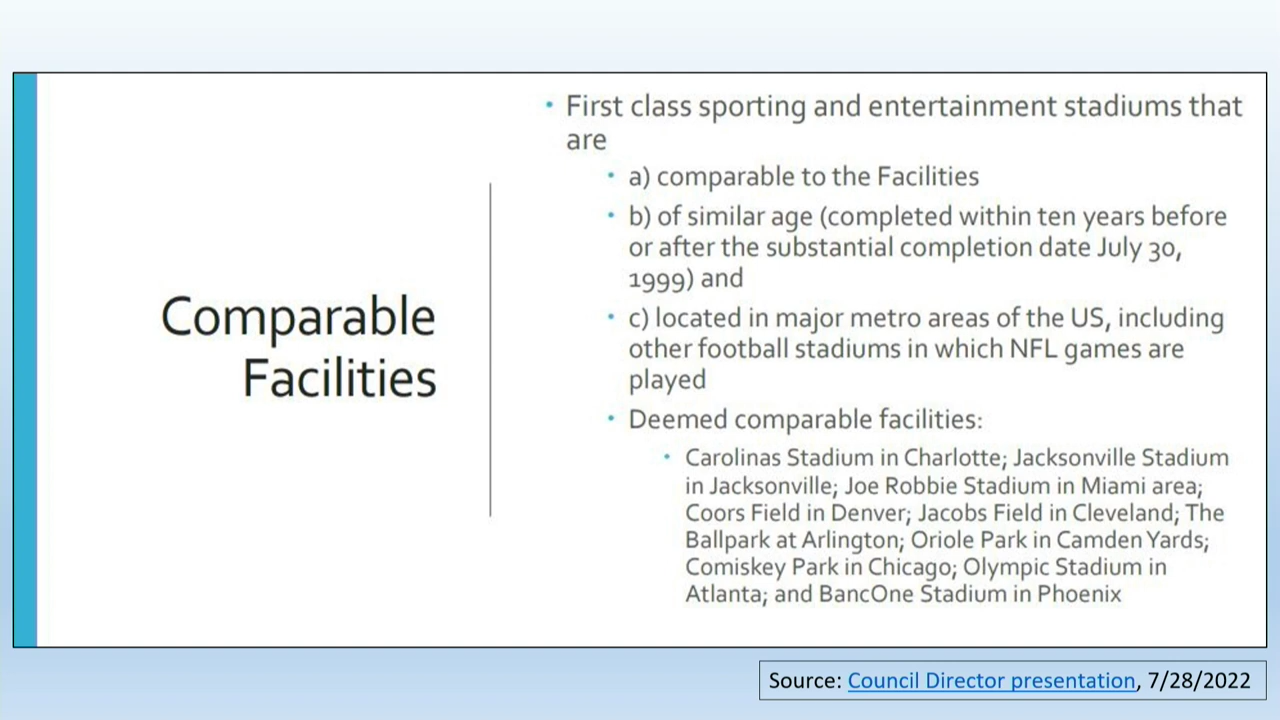 Comparable
Facilities
• First class sporting and entertainment stadiums that
are
• a) comparable to the Facilities
• b) of similar age (completed within ten years before
or after the substantial completion date July 30,
1999) and
• c) located in major metro areas of the US, including
other football stadiums in which NFL games are
played
• Deemed comparable facilities:
• Carolinas Stadium in Charlotte; Jacksonville Stadium
in Jacksonville; Joe Robbie Stadium in Miami area;
Coors Field in Denver; Jacobs Field in Cleveland; The
Ballpark at Arlington; Oriole Park in Camden Yards;
Comiskey Park in Chicago; Olympic Stadium in
Atlanta; and BancOne Stadium in Phoenix
Source: Council Director presentation, 7/28/2022